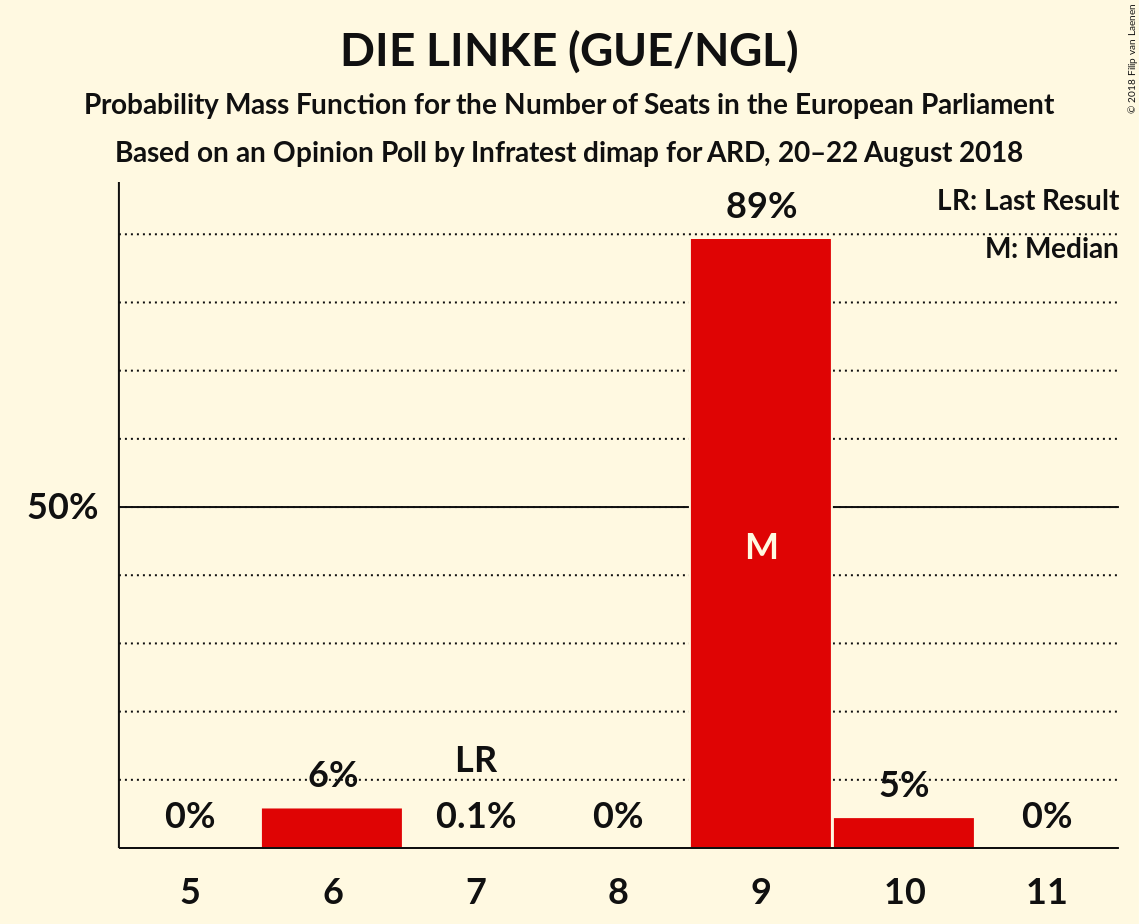 DIE LINKE (GUE/NGL)
Probability Mass Function for the Number of Seats in the European Parliament
Based on an Opinion Poll by Infratest dimap for ARD, 20–22 August 2018
© 2018 Filip van Laenen
LR: Last Result
M: Median
89%
50%
M
LR
6%
5%
0%
0.1%
0%
0%
5
6
7
8
9
10
11